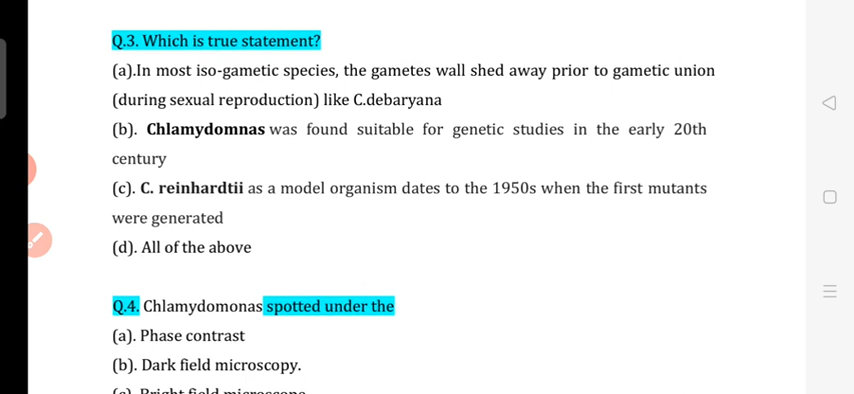 Q.3. Which is true statement?
(a).In most iso-gametic species, the gametes wall shed away prior to gametic union
(during sexual reproduction) like C.debaryana
(b). Chlamydomnas was found suitable for genetic studies in the early 20th
century
(c). C. reinhardtii as a model organism dates to the 1950s when the first mutants
were generated
(d). All of the above
Q.4. Chlamydomonas spotted under the
(a). Phase contrast
(b). Dark field microscopy.
(c). Bright field microscope